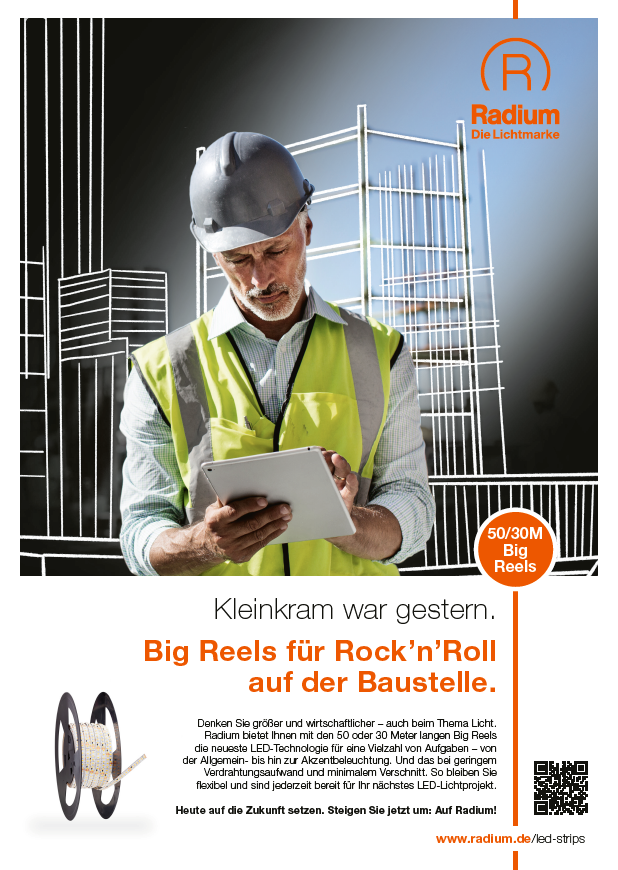 R
Radium
Die Lichtmarke
50/30M
Big
Reels
Kleinkram war gestern.
Big Reels für Rock’n’Roll
auf der Baustelle.
Denken Sie größer und wirtschaftlicher – auch beim Thema Licht.
Radium bietet Ihnen mit den 50 oder 30 Meter langen Big Reels
die neueste LED-Technologie für eine Vielzahl von Aufgaben – von
der Allgemein- bis hin zur Akzentbeleuchtung. Und das bei geringem
Verdrahtungsaufwand und minimalem Verschnitt. So bleiben Sie
flexibel und sind jederzeit bereit für Ihr nächstes LED-Lichtprojekt.
Heute auf die Zukunft setzen. Steigen Sie jetzt um: Auf Radium!
www.radium.de/led-strips